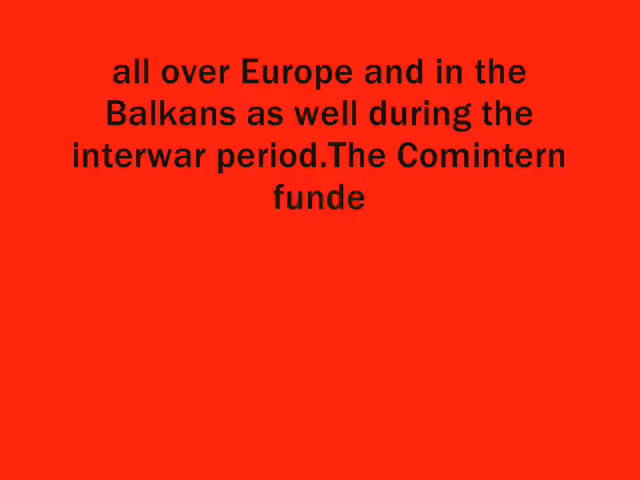 all over Europe and in the
Balkans as well during the
interwar period.The Comintern
funde